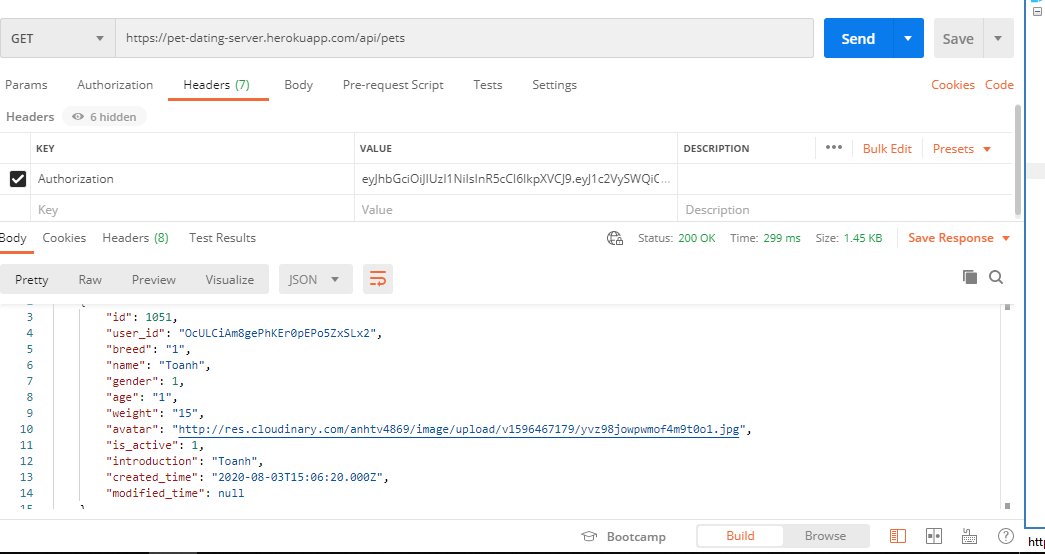 GET https://pet-dating-server.herokuapp.com/api/pets Send Save
Params Authorization Headers (7) Body Pre-request Script Tests Settings Cookies Code
Headers 6 hidden
KEY VALUE DESCRIPTION ••• Bulk Edit Presets
Authorization eyJhbGciOiJIUzI1NiIsInR5cCI6IkpXVCJ9.eyJ1c2VySWQiC...
Key Value Description
Body Cookies Headers (8) Test Results Status: 200 OK Time: 299 ms Size: 1.45 KB Save Response
Pretty Raw Preview Visualize JSON
3 "id": 1051,
4 "user_id": "OcULCiAm8gePhKEr0pEPo5ZxSLx2",
5 "breed": "1",
6 "name": "Toanh",
7 "gender": 1,
8 "age": "1",
9 "weight": "15",
10 "avatar": "http://res.cloudinary.com/anhtv4869/image/upload/v1596467179/yvz98jowpwmof4m9t0o1.jpg",
11 "is_active": 1,
12 "introduction": "Toanh",
13 "created_time": "2020-08-03T15:06:20.000Z",
14 "modified_time": null
15 }
Bootcamp Build Browse
htt